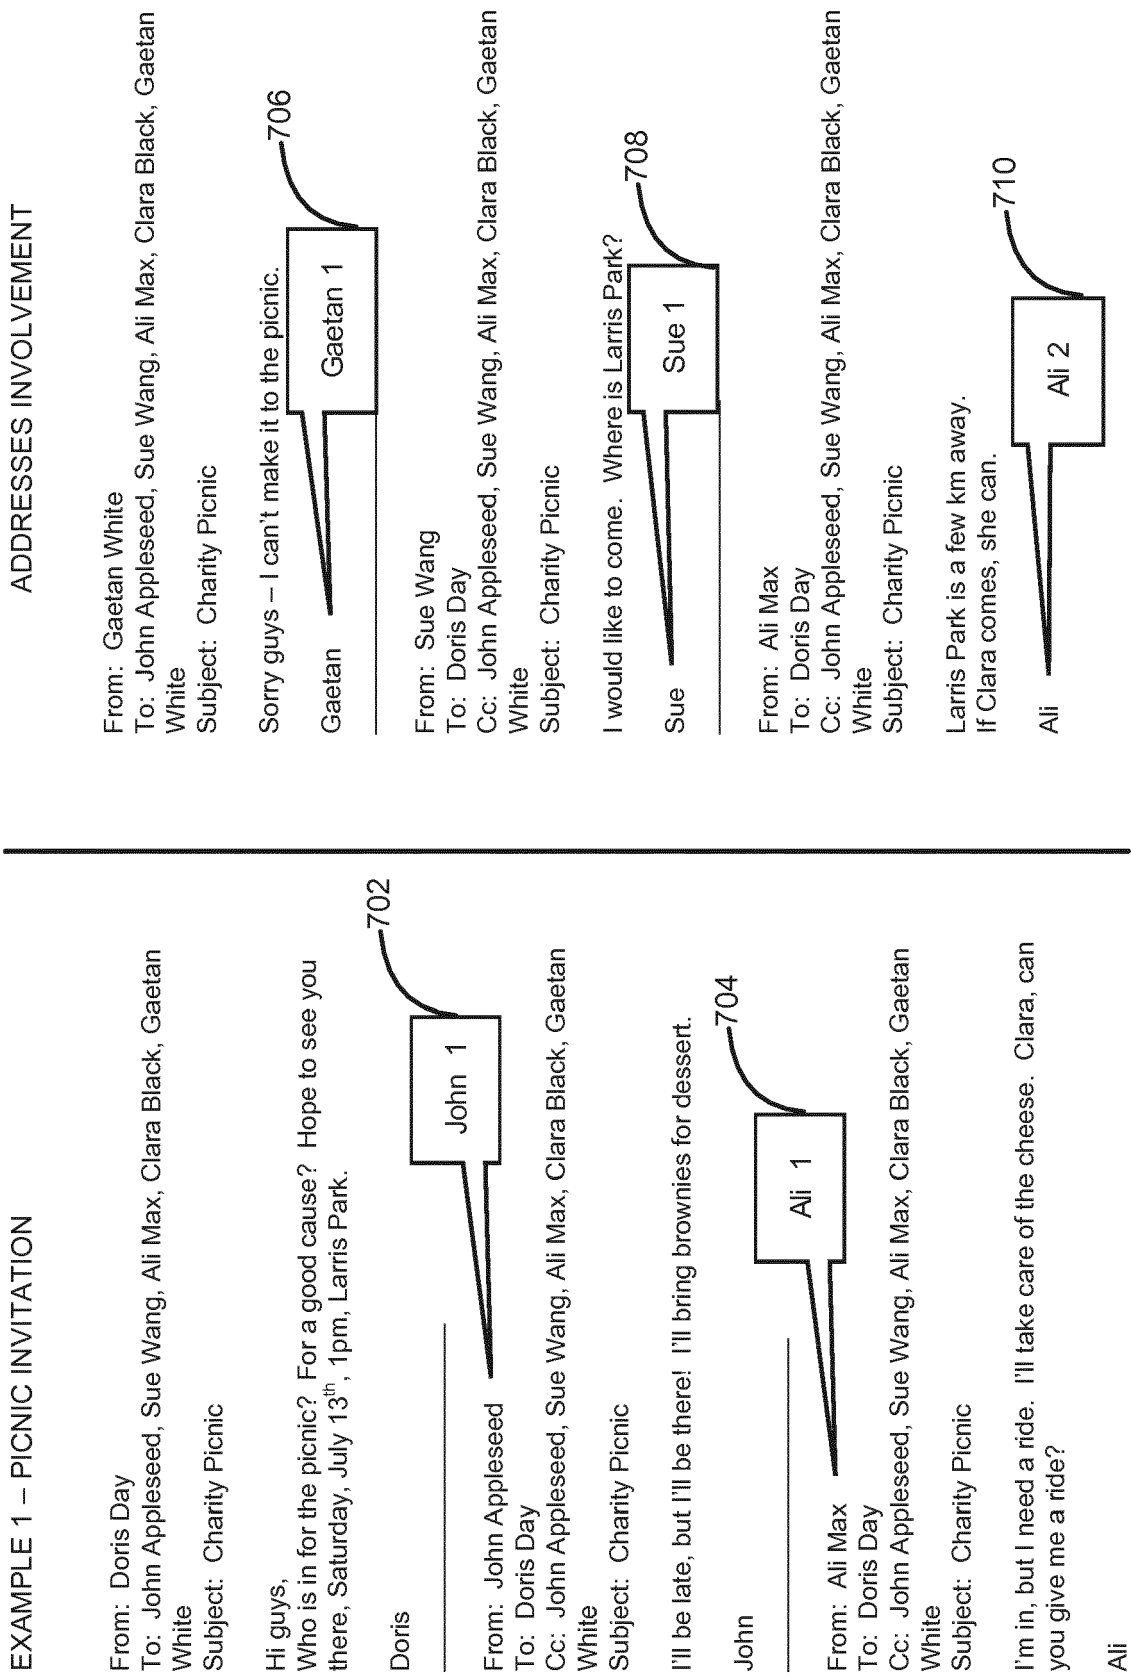 EXAMPLE 1 – PICNIC INVITATION
From: Doris Day
To: John Appleseed, Sue Wang, Ali Max, Clara Black, Gaetan
White
Subject: Charity Picnic
Hi guys,
Who is in for the picnic? For a good cause? Hope to see you
there, Saturday, July 13th, 1pm, Larris Park.
Doris
702
John 1
From: John Appleseed
To: Doris Day
Cc: John Appleseed, Sue Wang, Ali Max, Clara Black, Gaetan
White
Subject: Charity Picnic
I'll be late, but I'll be there! I'll bring brownies for dessert.
John
704
Ali 1
From: Ali Max
To: Doris Day
Cc: John Appleseed, Sue Wang, Ali Max, Clara Black, Gaetan
White
Subject: Charity Picnic
I'm in, but I need a ride. I'll take care of the cheese. Clara, can
you give me a ride?
Ali
ADDRESSES INVOLVEMENT
From: Gaetan White
To: John Appleseed, Sue Wang, Ali Max, Clara Black, Gaetan
White
Subject: Charity Picnic
Sorry guys – I can't make it to the picnic.
706
Gaetan 1
Gaetan
From: Sue Wang
To: Doris Day
Cc: John Appleseed, Sue Wang, Ali Max, Clara Black, Gaetan
White
Subject: Charity Picnic
I would like to come. Where is Larris Park?
708
Sue 1
Sue
From: Ali Max
To: Doris Day
Cc: John Appleseed, Sue Wang, Ali Max, Clara Black, Gaetan
White
Subject: Charity Picnic
Larris Park is a few km away.
If Clara comes, she can.
710
Ali 2
Ali